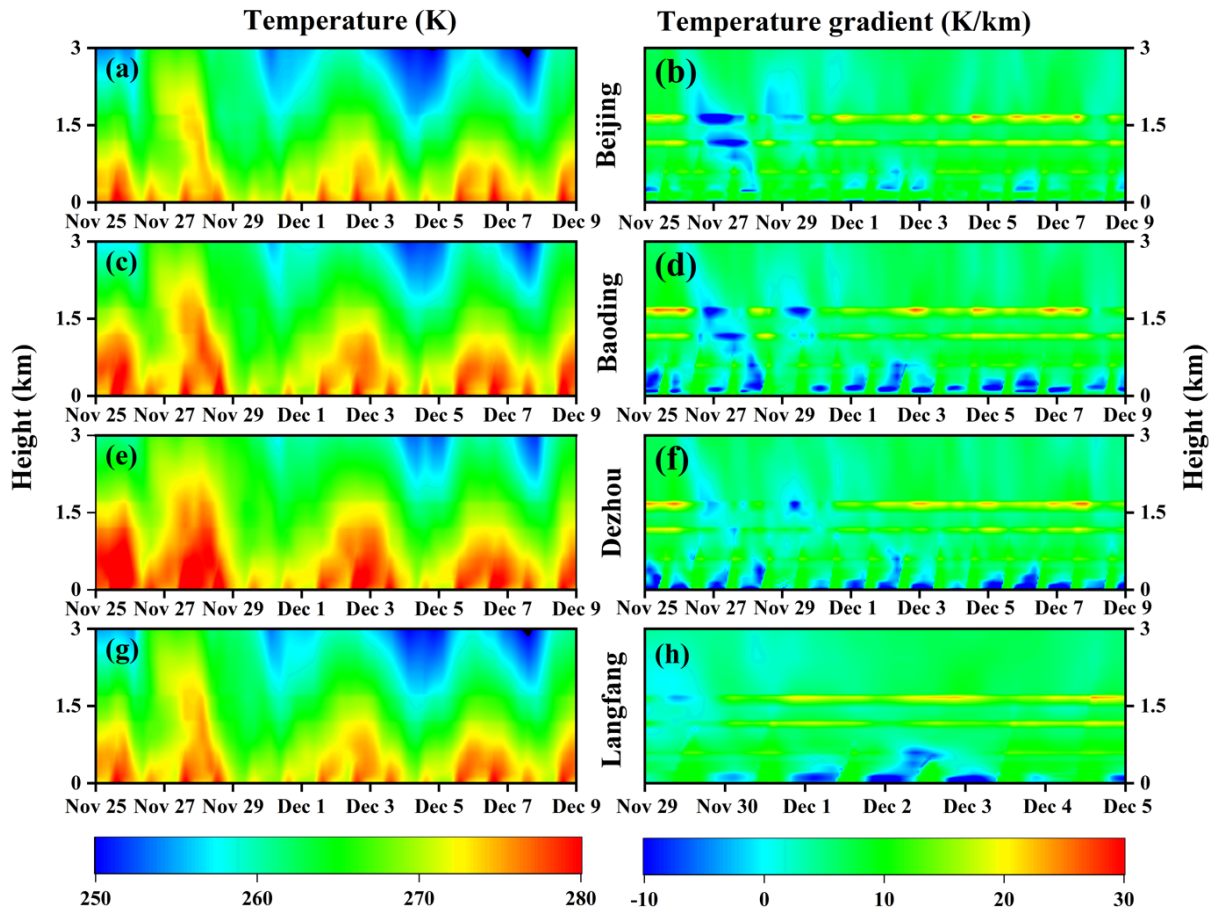 Temperature (K) Temperature gradient (K/km)
3 (a) (b) 3
1.5 Beijing 1.5
0 0
Nov 25 Nov 27 Nov 29 Dec 1 Dec 3 Dec 5 Dec 7 Dec 9 Nov 25 Nov 27 Nov 29 Dec 1 Dec 3 Dec 5 Dec 7 Dec 9
3 (c) (d) 3
1.5 Baoding 1.5
0 0
Nov 25 Nov 27 Nov 29 Dec 1 Dec 3 Dec 5 Dec 7 Dec 9 Nov 25 Nov 27 Nov 29 Dec 1 Dec 3 Dec 5 Dec 7 Dec 9
Height (km) Height (km)
3 (e) (f) 3
1.5 Dezhou 1.5
0 0
Nov 25 Nov 27 Nov 29 Dec 1 Dec 3 Dec 5 Dec 7 Dec 9 Nov 25 Nov 27 Nov 29 Dec 1 Dec 3 Dec 5 Dec 7 Dec 9
3 (g) (h) 3
1.5 Langfang 1.5
0 0
Nov 25 Nov 27 Nov 29 Dec 1 Dec 3 Dec 5 Dec 7 Dec 9 Nov 29 Nov 30 Dec 1 Dec 2 Dec 3 Dec 4 Dec 5
250 260 270 280 -10 0 10 20 30